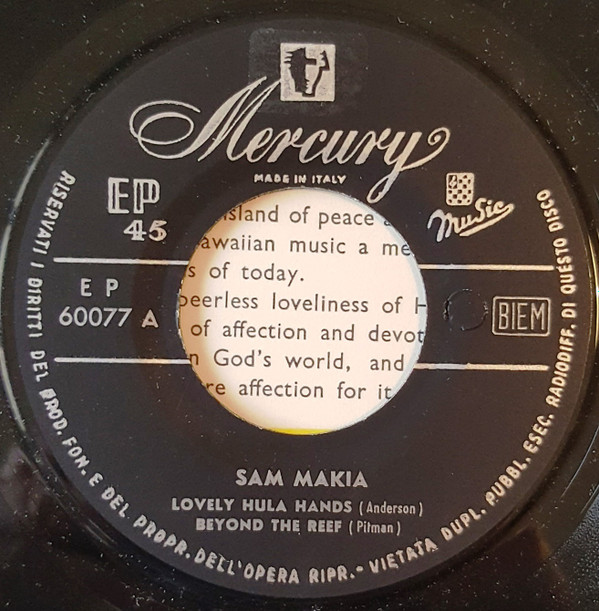 Mercury
MADE IN ITALY
EP
45
music
EP
60077 A
BIEM
island of peace
awaiian music a me
s of today.
peerless loveliness of H
of affection and devot
n God's world, and
re affection for it
SAM MAKIA
LOVELY HULA HANDS (Anderson)
BEYOND THE REEF (Pitman)
RISERVATI I DIRITTI DEL PROD. FON. E DEL PROPR. DELL'OPERA RIPR. - VIETATA DUPL. PUBBL. ESEC. RADIODIFF. DI QUESTO DISCO